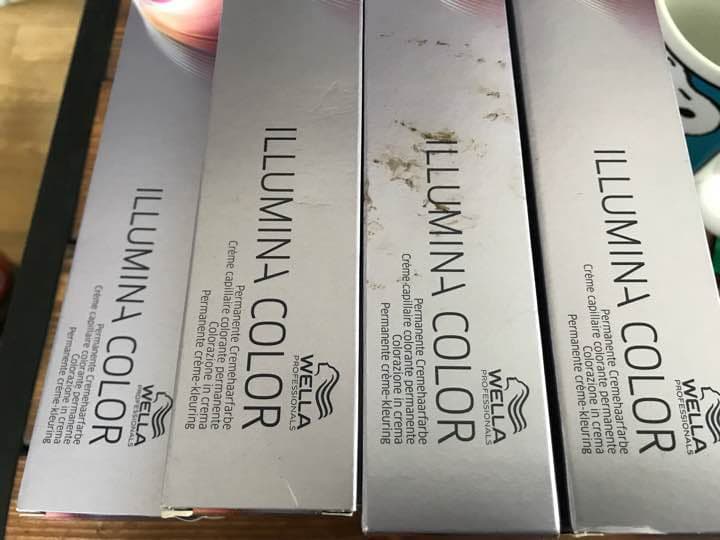 ILLUMINA COLOR
Permanente Cremehaarfarbe
Crème capillaire colorante permanente
Colorazione in crema
Permanente crème-kleuring
WELLA
PROFESSIONALS
ILLUMINA COLOR
Permanente Cremehaarfarbe
Crème capillaire colorante permanente
Colorazione in crema
Permanente crème-kleuring
WELLA
PROFESSIONALS
ILLUMINA COLOR
Permanente Cremehaarfarbe
Crème capillaire colorante permanente
Colorazione in crema
Permanente crème-kleuring
WELLA
PROFESSIONALS
ILLUMINA COLOR
Permanente Cremehaarfarbe
Crème capillaire colorante permanente
Colorazione in crema
Permanente crème-kleuring
WELLA
PROFESSIONALS